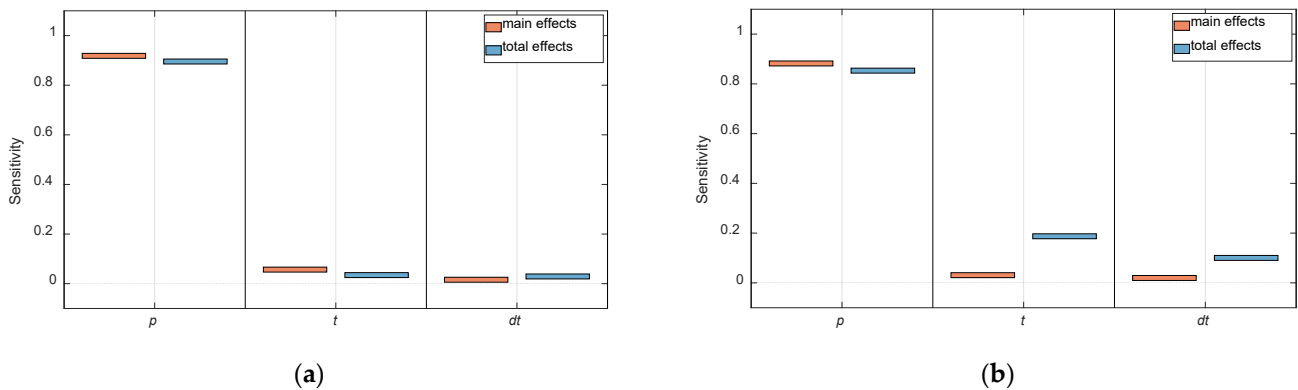 1
0.8
0.6
0.4
0.2
0
Sensitivity
main effects
total effects
p
t
dt
(a)
1
0.8
0.6
0.4
0.2
0
Sensitivity
main effects
total effects
p
t
dt
(b)